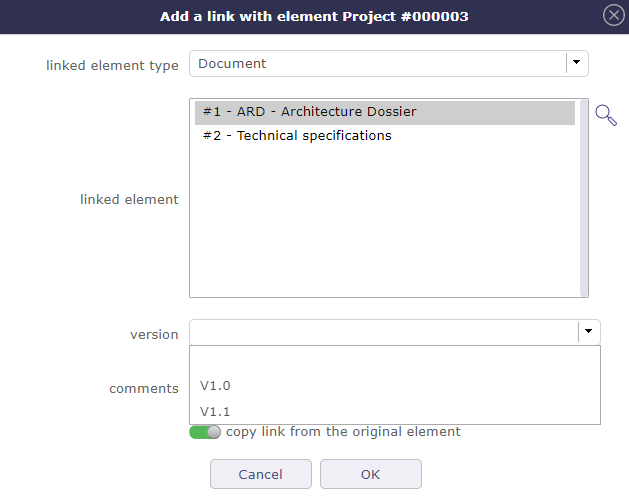 Add a link with element Project #000003
linked element type
Document
#1 - ARD - Architecture Dossier
#2 - Technical specifications
linked element
version
comments
V1.0
V1.1
copy link from the original element
Cancel
OK